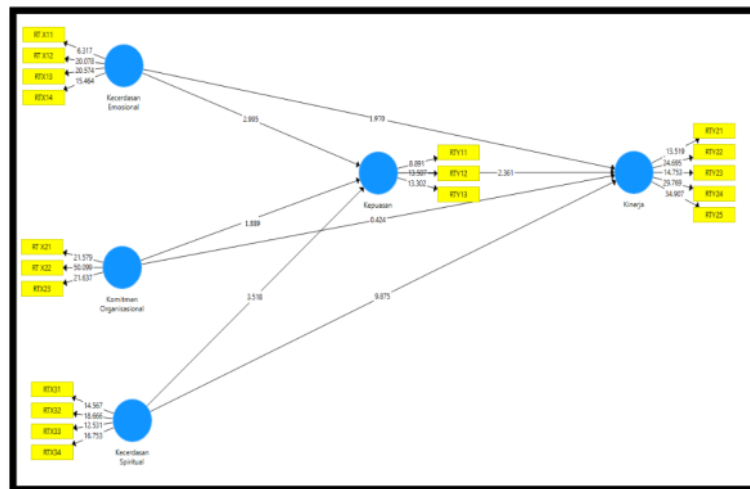 RT.X11
RT.X12
RTX13
RTX14
6.317
20.078
20.574
15.464
Kecerdasan
Emosional
2.995
1.970
RTY11
RTY12
RTY13
8.891
13.507
13.302
Kepuasan
2.361
RTY21
RTY22
RTY23
RTY24
RTY25
13.519
24.695
14.753
29.769
34.907
Kinerja
1.889
0.424
RT.X21
RT.X22
RTX23
21.579
50.099
21.637
Komitmen
Organisasional
3.518
9.875
RTX31
RTX32
RTX33
RTX34
14.567
18.666
12.531
16.753
Kecerdasan
Spiritual